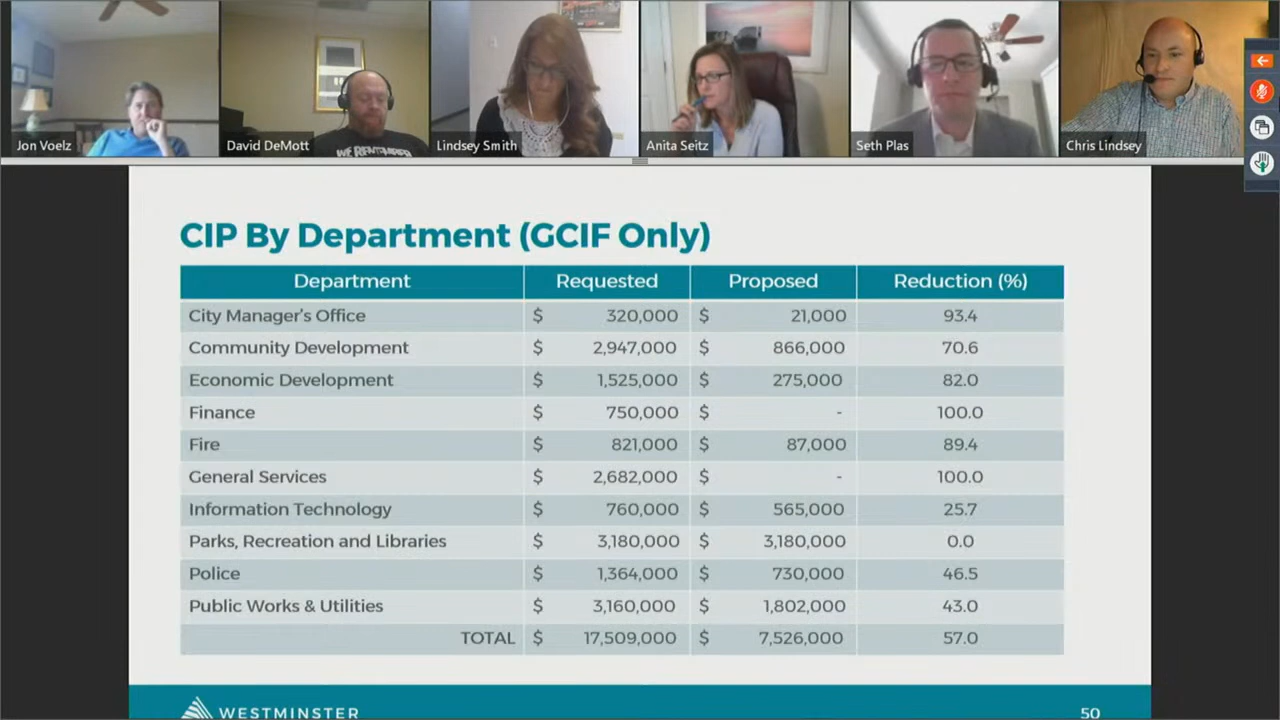 Jon Voelz
David DeMott
Lindsey Smith
Anita Seitz
Seth Plas
Chris Lindsey
CIP By Department (GCIF Only)
Department Requested Proposed Reduction (%)
City Manager's Office $ 320,000 $ 21,000 93.4
Community Development $ 2,947,000 $ 866,000 70.6
Economic Development $ 1,525,000 $ 275,000 82.0
Finance $ 750,000 $ - 100.0
Fire $ 821,000 $ 87,000 89.4
General Services $ 2,682,000 $ - 100.0
Information Technology $ 760,000 $ 565,000 25.7
Parks, Recreation and Libraries $ 3,180,000 $ 3,180,000 0.0
Police $ 1,364,000 $ 730,000 46.5
Public Works & Utilities $ 3,160,000 $ 1,802,000 43.0
TOTAL $ 17,509,000 $ 7,526,000 57.0
WESTMINSTER 50